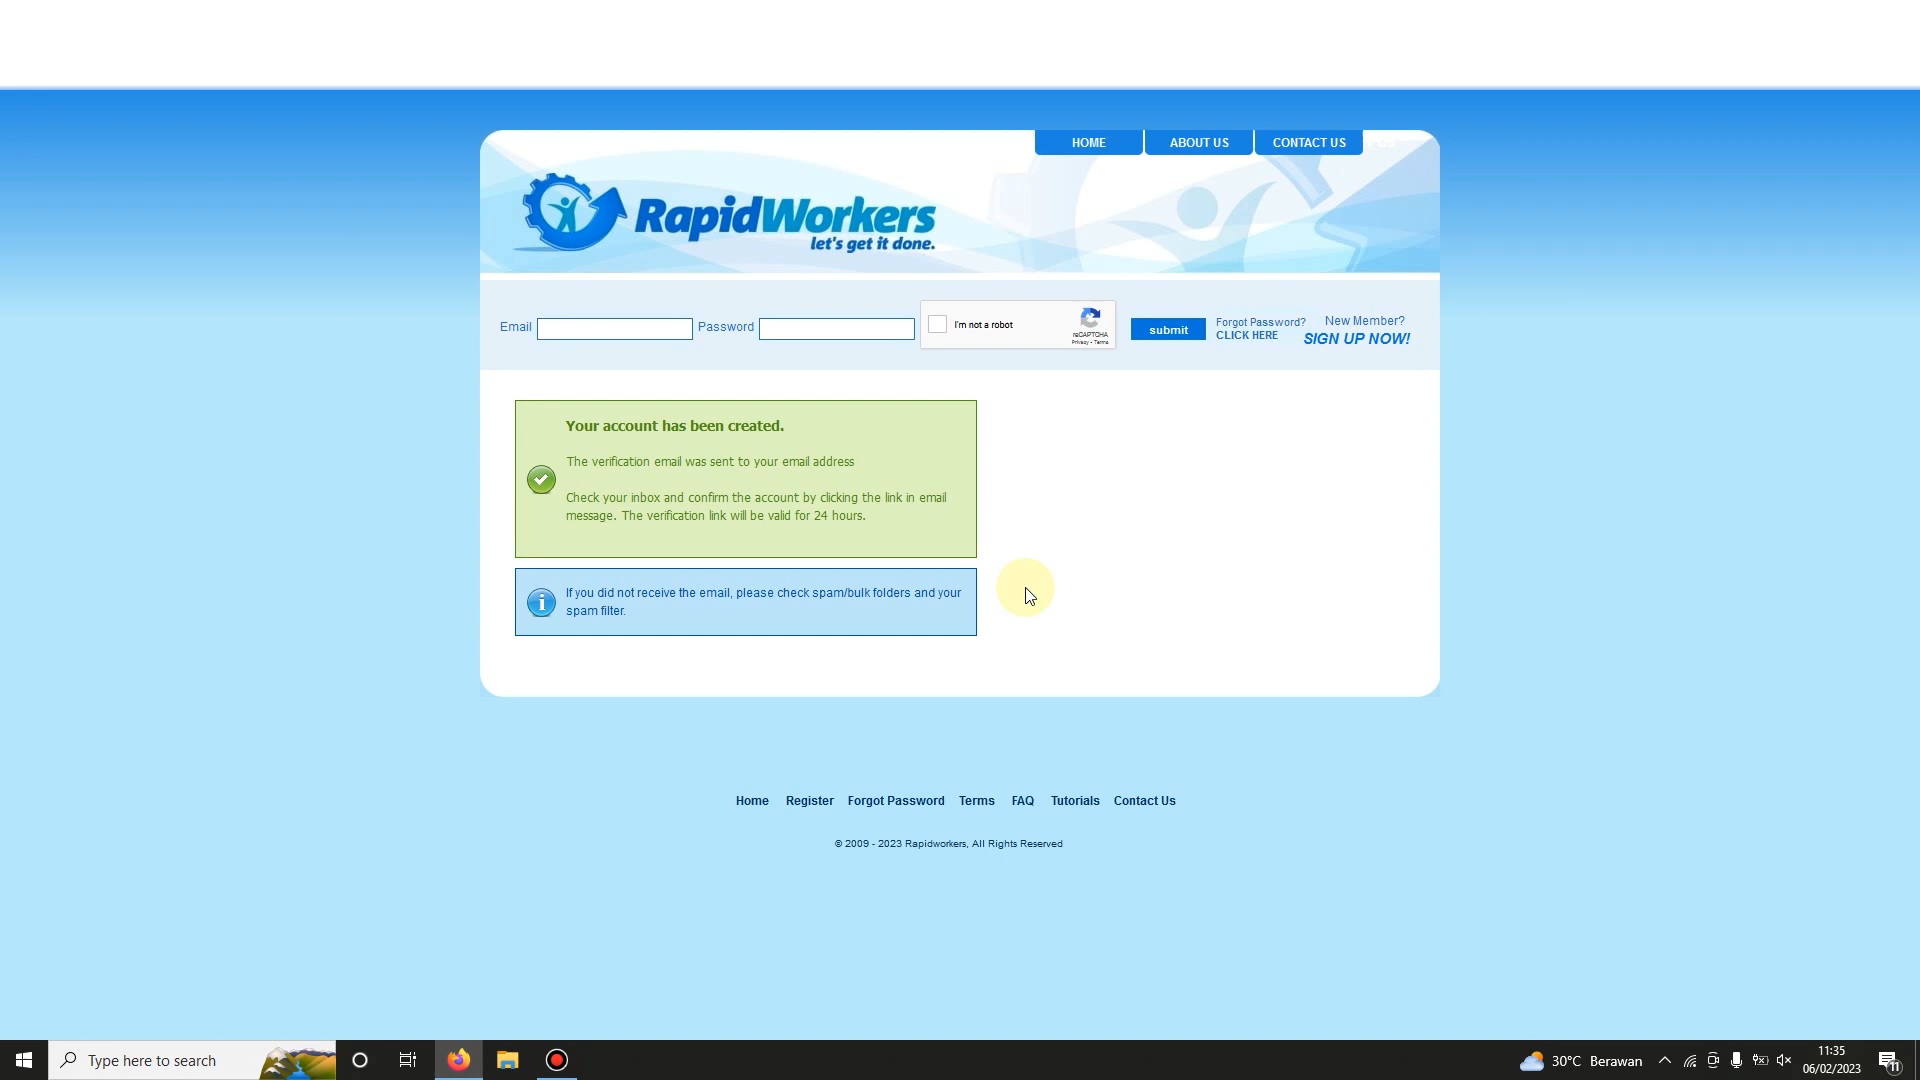 HOME ABOUT US CONTACT US
RapidWorkers
let's get it done.
Email Password I'm not a robot reCAPTCHA Privacy • Terms submit Forgot Password? CLICK HERE New Member? SIGN UP NOW!
Your account has been created.
The verification email was sent to your email address
Check your inbox and confirm the account by clicking the link in email
message. The verification link will be valid for 24 hours.
If you did not receive the email, please check spam/bulk folders and your
spam filter.
Home Register Forgot Password Terms FAQ Tutorials Contact Us
© 2009 - 2023 Rapidworkers, All Rights Reserved
Type here to search 30°C Berawan 11:35
06/02/2023 11